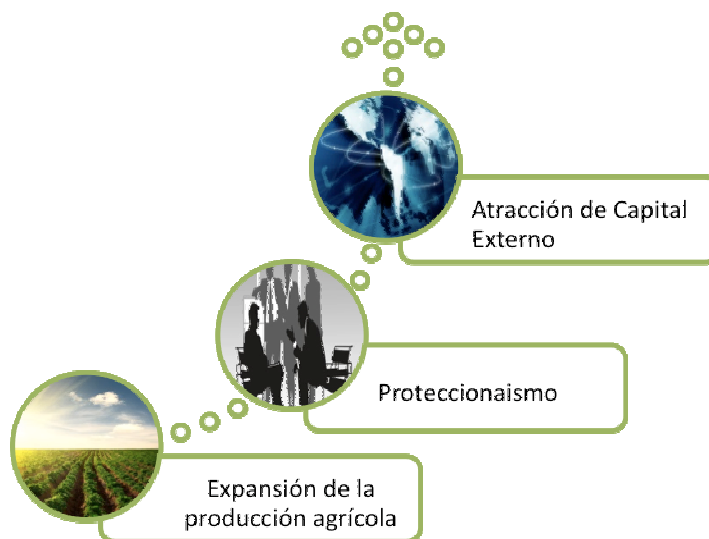 Atracción de Capital
Externo
Proteccionaismo
Expansión de la
producción agrícola